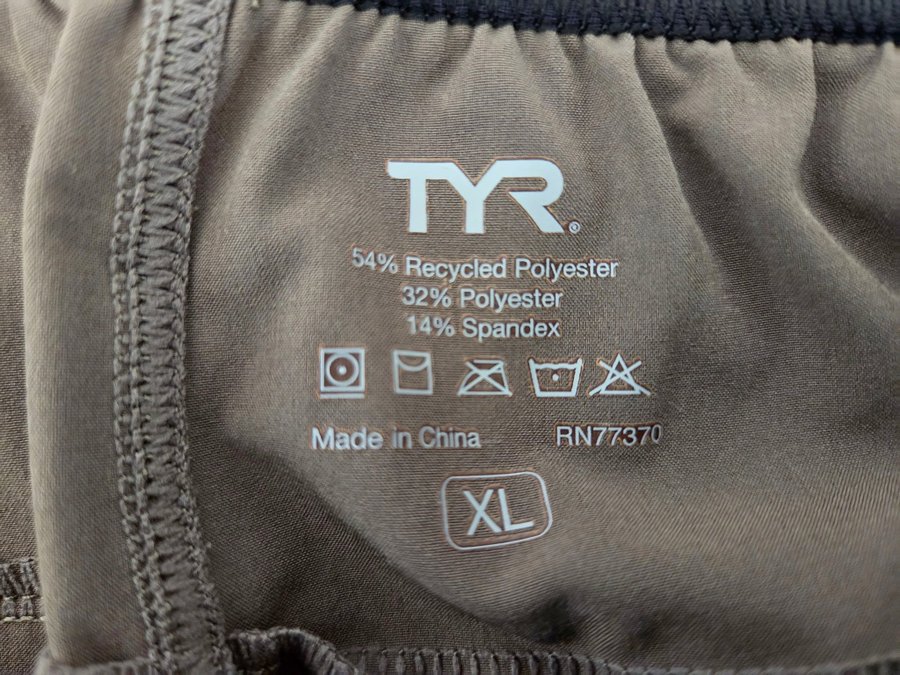 TYR®
54% Recycled Polyester
32% Polyester
14% Spandex
Made in China RN77370
XL